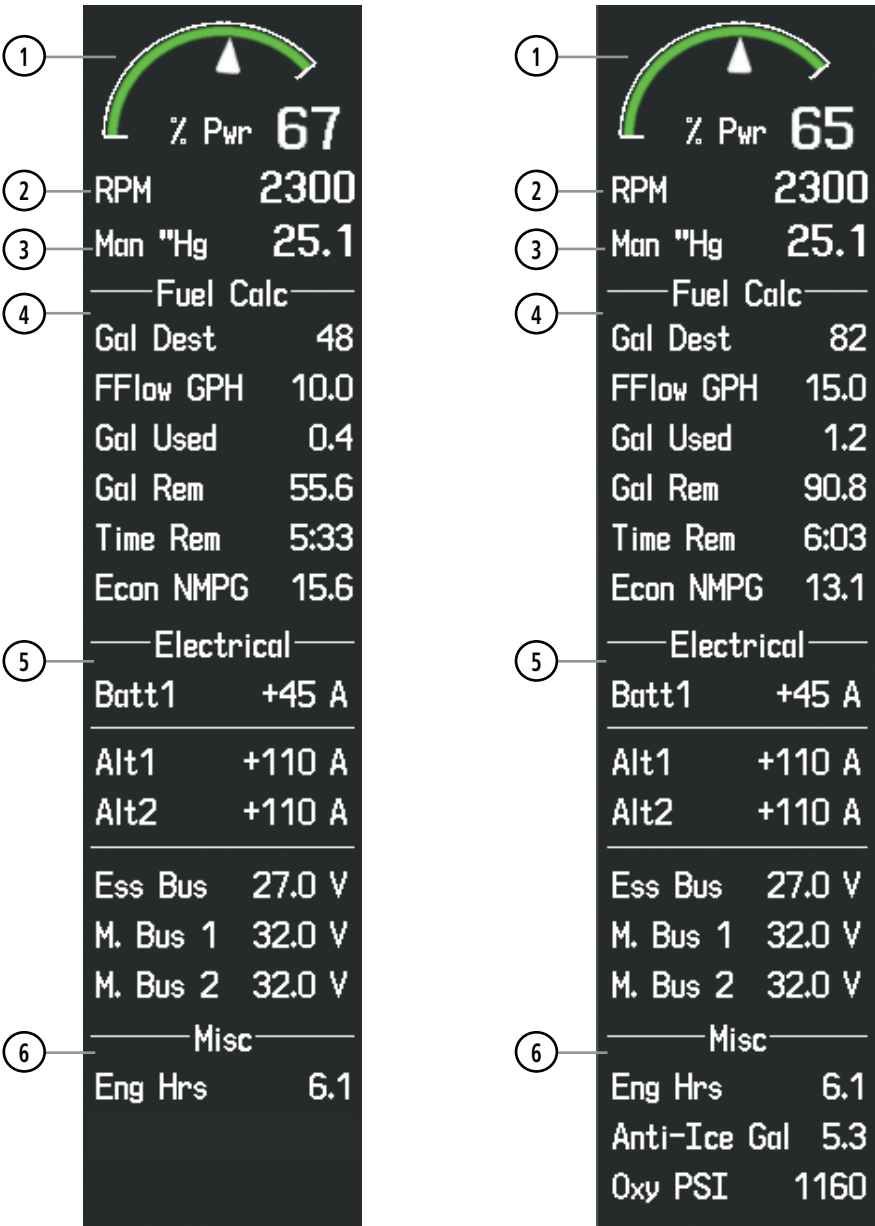 1
% Pwr 67
2 RPM 2300
3 Man "Hg 25.1
Fuel Calc
4
Gal Dest 48
FFlow GPH 10.0
Gal Used 0.4
Gal Rem 55.6
Time Rem 5:33
Econ NMPG 15.6
Electrical
5
Batt1 +45 A
Alt1 +110 A
Alt2 +110 A
Ess Bus 27.0 V
M. Bus 1 32.0 V
M. Bus 2 32.0 V
Misc
6
Eng Hrs 6.1
1
% Pwr 65
2 RPM 2300
3 Man "Hg 25.1
Fuel Calc
4
Gal Dest 82
FFlow GPH 15.0
Gal Used 1.2
Gal Rem 90.8
Time Rem 6:03
Econ NMPG 13.1
Electrical
5
Batt1 +45 A
Alt1 +110 A
Alt2 +110 A
Ess Bus 27.0 V
M. Bus 1 32.0 V
M. Bus 2 32.0 V
Misc
6
Eng Hrs 6.1
Anti-Ice Gal 5.3
Oxy PSI 1160